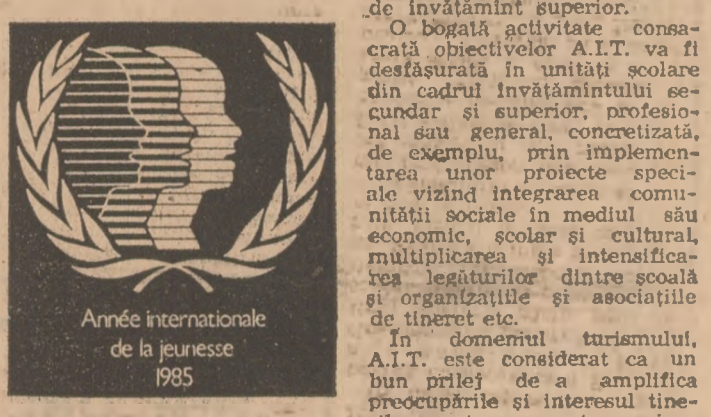 Année internationale
de la jeunesse
1985
de învățămînt superior.
O bogată activitate consa-
crată obiectivelor A.I.T. va fi
desfășurată în unități școlare
din cadrul învățămîntului se-
cundar și superior, profesio-
nal sau general, concretizată,
de exemplu, prin implemen-
tarea unor proiecte speci-
ale vizînd integrarea comu-
nității sociale în mediul său
economic, școlar și cultural,
multiplicarea și intensifica-
rea legăturilor dintre școală
și organizațiile și asociațiile
de tineret etc.
În domeniul turismului,
A.I.T. este considerat ca un
bun prilej de a amplifica
preocupările și interesul tine-